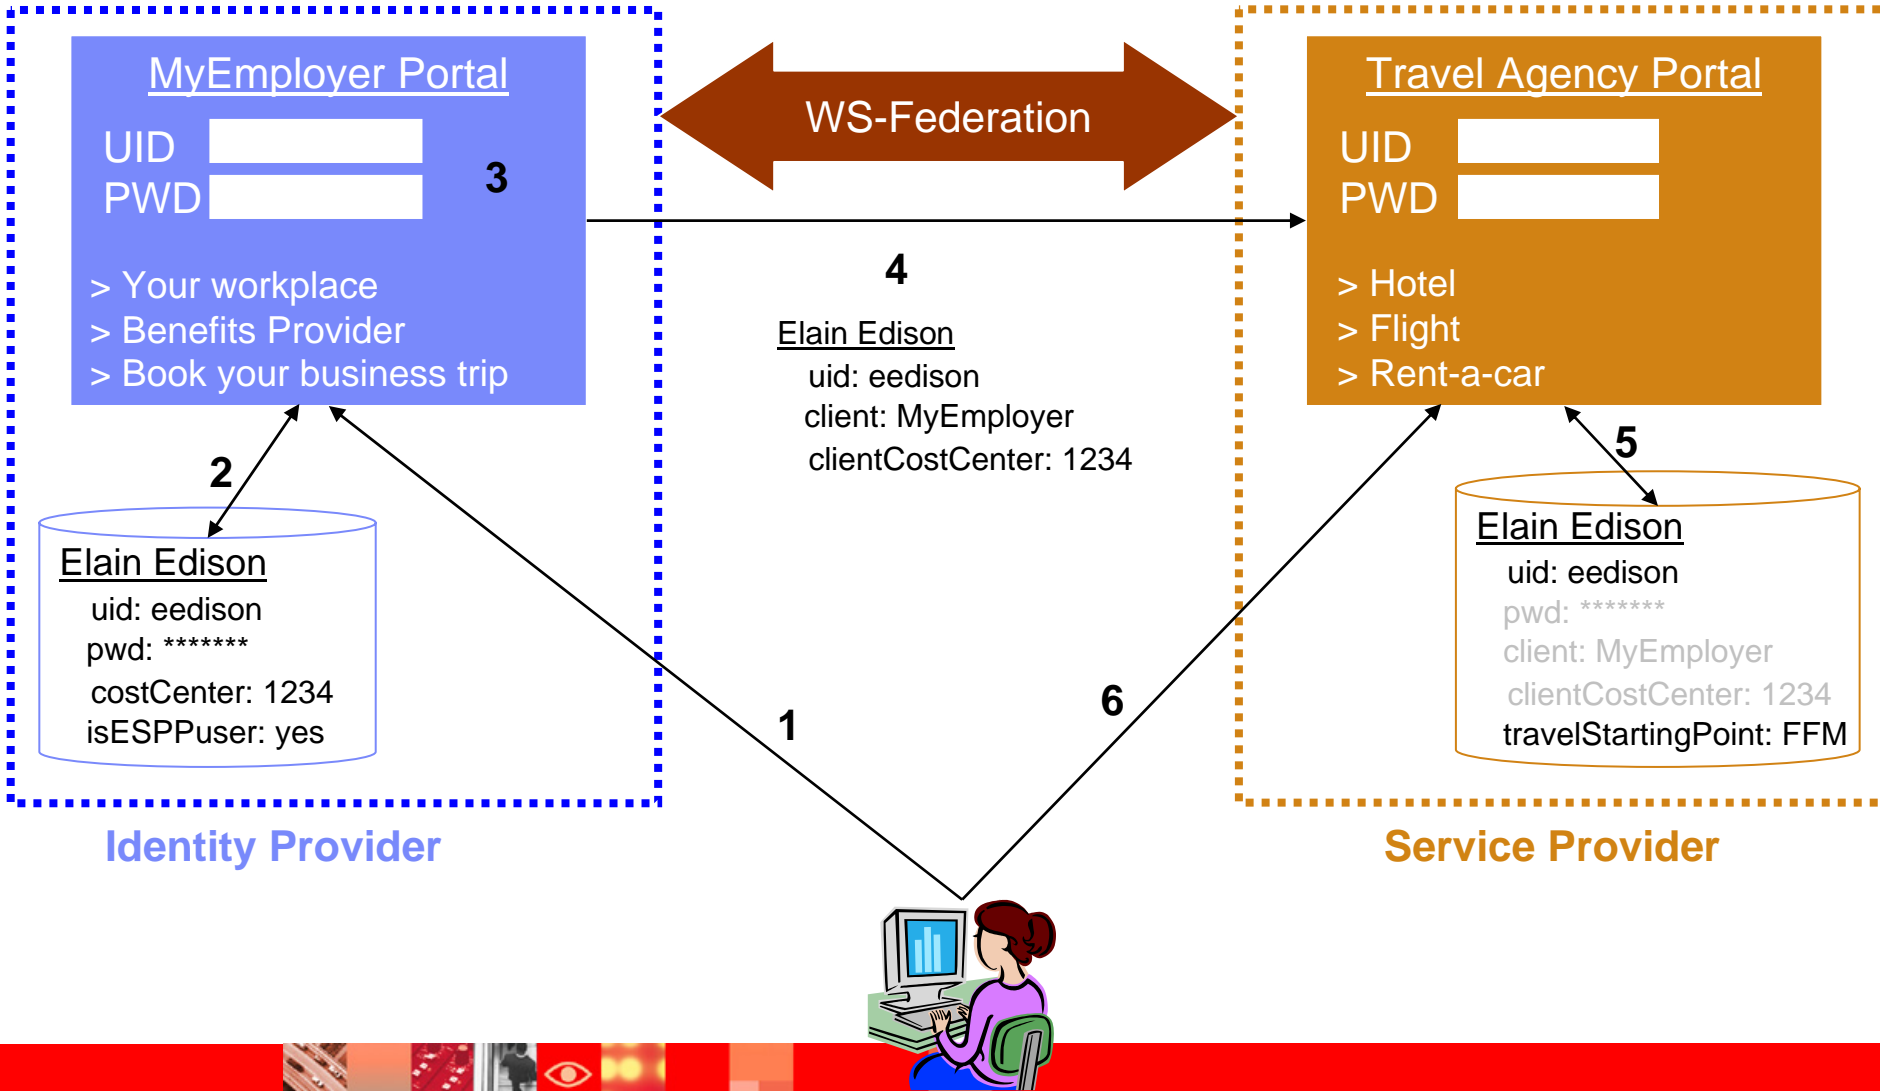 MyEmployer Portal
UID
PWD
3
> Your workplace
> Benefits Provider
> Book your business trip
2
Elain Edison
uid: eedison
pwd: *******
costCenter: 1234
isESPPuser: yes
Identity Provider
WS-Federation
4
Elain Edison
uid: eedison
client: MyEmployer
clientCostCenter: 1234
1
6
Travel Agency Portal
UID
PWD
> Hotel
> Flight
> Rent-a-car
5
Elain Edison
uid: eedison
pwd: *******
client: MyEmployer
clientCostCenter: 1234
travelStartingPoint: FFM
Service Provider